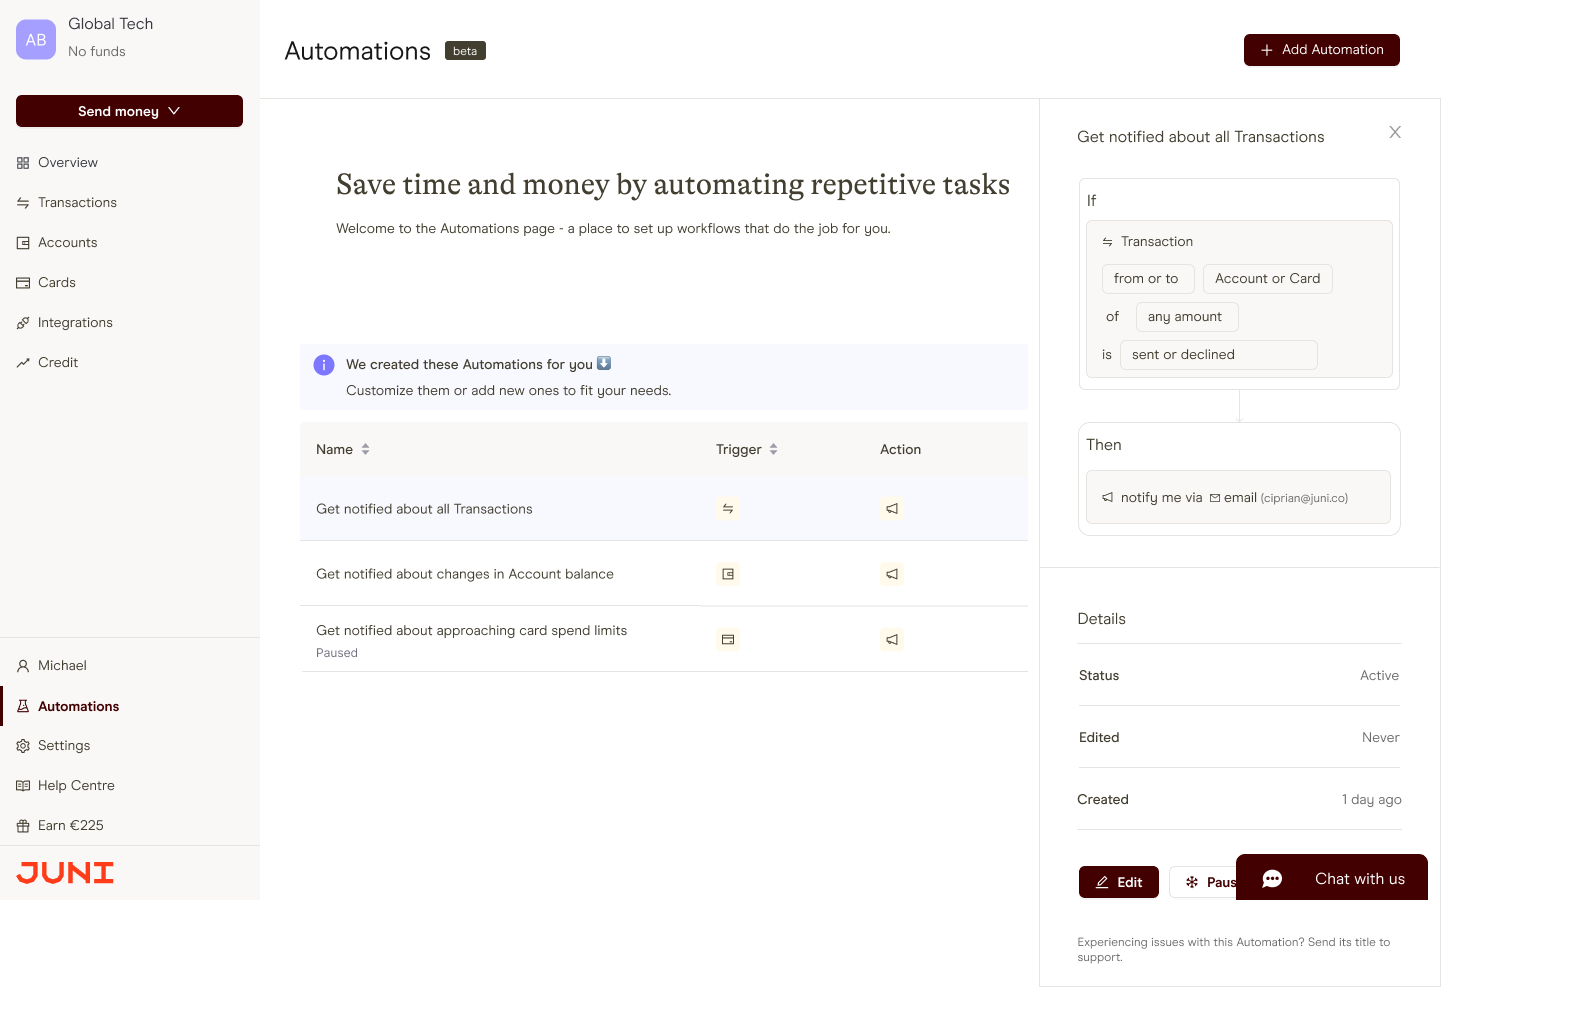 AB
Global Tech
No funds
Send money
Overview
Transactions
Accounts
Cards
Integrations
Credit
Michael
Automations
Settings
Help Centre
Earn €225
JUNI
Automations beta
Add Automation
Save time and money by automating repetitive tasks
Welcome to the Automations page - a place to set up workflows that do the job for you.
We created these Automations for you
Customize them or add new ones to fit your needs.
Name Trigger Action
Get notified about all Transactions
Get notified about changes in Account balance
Get notified about approaching card spend limits
Paused
Get notified about all Transactions
If
Transaction
from or to Account or Card
of any amount
is sent or declined
Then
notify me via email (ciprian@juni.co)
Details
Status Active
Edited Never
Created 1 day ago
Edit Paus
Chat with us
Experiencing issues with this Automation? Send its title to
support.